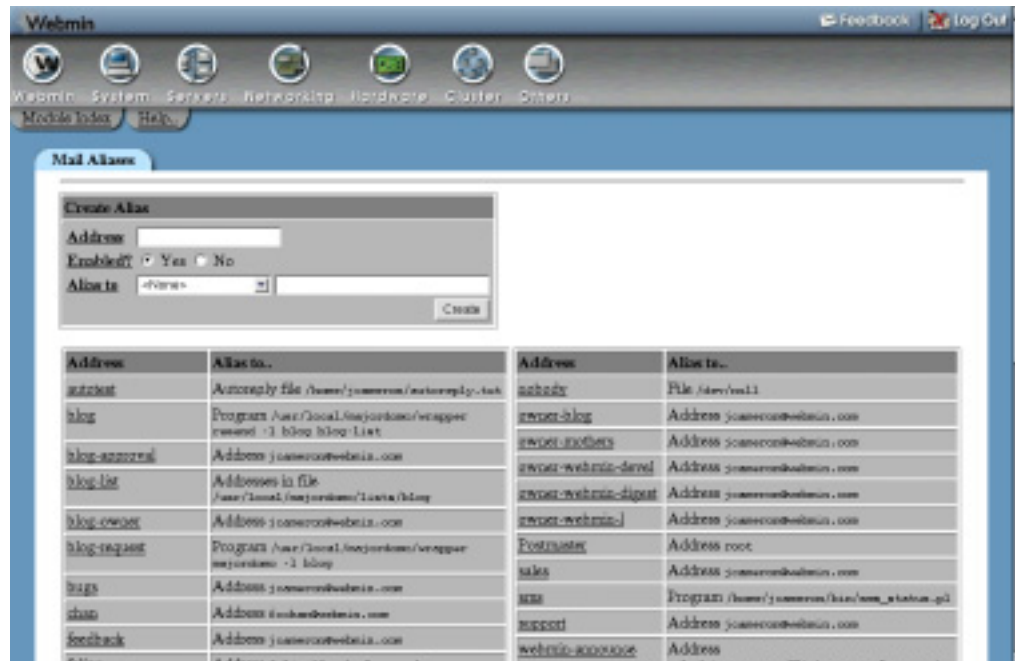 Webmin
Feedback Log Out
Webmin System Servers Networking Hardware Cluster Others
Module Index Help..
Mail Aliases
Create Alias
Address
Enabled? Yes No
Alias to <None>
Create
Address Alias to..
autotest Autoreply file /home/jcameron/autoreply.txt
blog Program /usr/local/majordomo/wrapper
resend -l blog blog-list
blog-approval Address jcameron@webmin.com
blog-list Addresses in file
/usr/local/majordomo/lists/blog
blog-owner Address jcameron@webmin.com
blog-request Program /usr/local/majordomo/wrapper
majordomo -l blog
bugs Address jcameron@webmin.com
chan Address
feedback Address jcameron@webmin.com
Address Alias to..
nobody File /dev/null
owner-blog Address jcameron@webmin.com
owner-mothers Address jcameron@webmin.com
owner-webmin-devel Address jcameron@webmin.com
owner-webmin-digest Address jcameron@webmin.com
owner-webmin-l Address jcameron@webmin.com
Postmaster Address root
sales Address jcameron@webmin.com
sms Program /home/jcameron/bin/sms_status.pl
support Address jcameron@webmin.com
webmin-announce Address